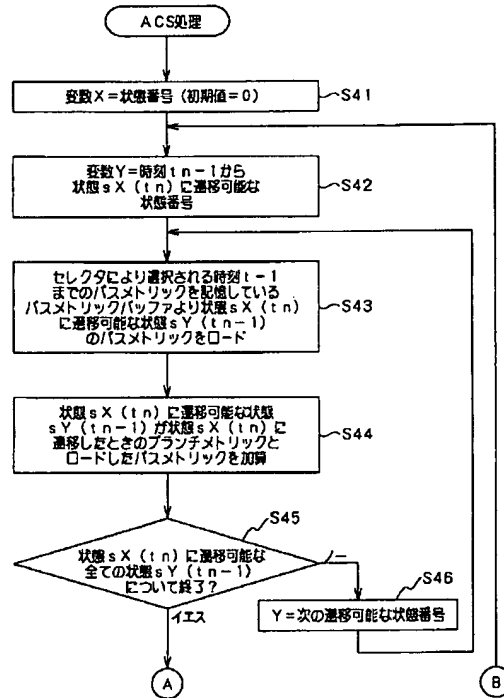 ACS処理
変数X=状態番号(初期値=0)
S41
変数Y=時刻tn-1から
状態sX(tn)に遷移可能な
状態番号
S42
セレクタにより選択される時刻t-1
までのパスメトリックを記憶している
パスメトリックバッファより状態sX(tn)
に遷移可能な状態sY(tn-1)
のパスメトリックをロード
S43
状態sX(tn)に遷移可能な状態
sY(tn-1)が状態sX(tn)に
遷移したときのブランチメトリックと
ロードしたパスメトリックを加算
S44
S45
状態sX(tn)に遷移可能な
全ての状態sY(tn-1)
について終了?
ノー
イエス
S46
Y=次の遷移可能な状態番号
A
B